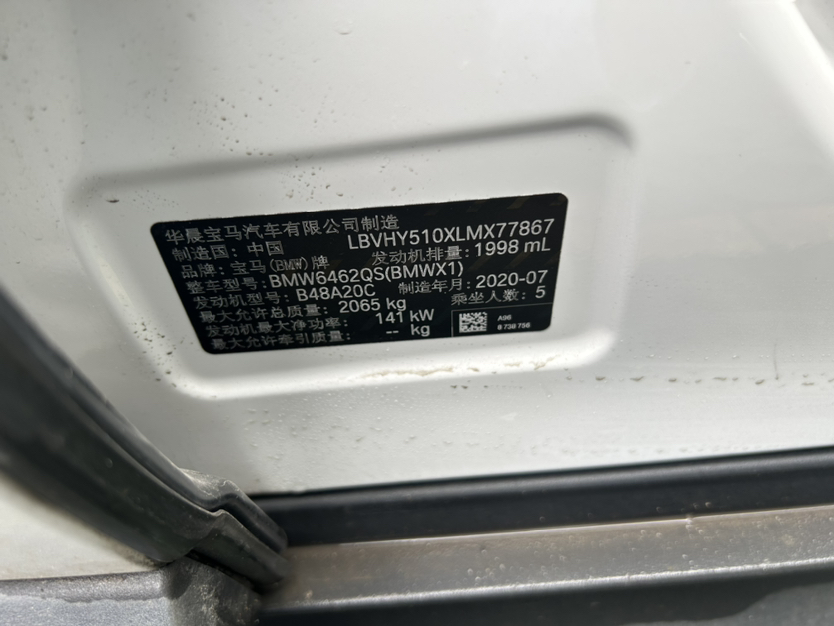 华晨宝马汽车有限公司制造
制造国: 中国 LBVHY510XLMX77867
品牌: 宝马(BMW)牌 发动机排量: 1998 mL
整车型号: BMW6462QS(BMWX1)
发动机型号: B48A20C 制造年月: 2020-07
最大允许总质量: 2065 kg 乘坐人数: 5
发动机最大净功率: 141 kW
最大允许牵引质量: -- kg
A96
9 739 756